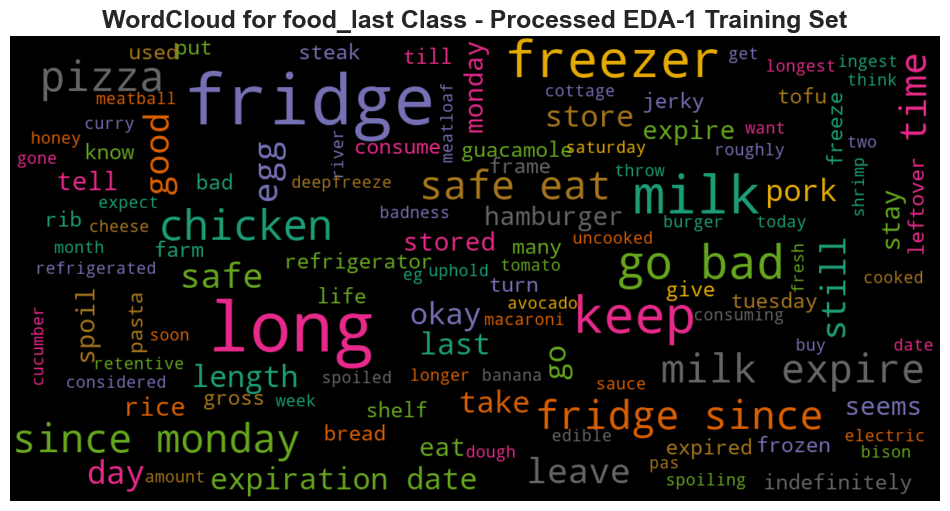 WordCloud for food_last Class - Processed EDA-1 Training Set
used put steak till monday freezer get longest ingest think
pizza meatball fridge cottage jerky store tofu time
honey curry good egg river consume meatloaf guacamole saturday expire roughly want freeze two
gone know tell bad deepfreeze frame throw
expect safe eat milk pork shrimp leftover
rib cheese chicken badness hamburger burger today stay
month farm stored many uncooked
refrigerated safe refrigerator eg uphold tomato go bad fresh still cooked
cucumber spoil pasta long life turn avocado keep give tuesday
okay macaroni consuming
soon last buy date
retentive considered length spoiled longer banana go sauce milk expire
rice gross week shelf take fridge since seems
since monday bread eat dough edible expired frozen electric bison
day amount expiration date leave pas spoiling indefinitely